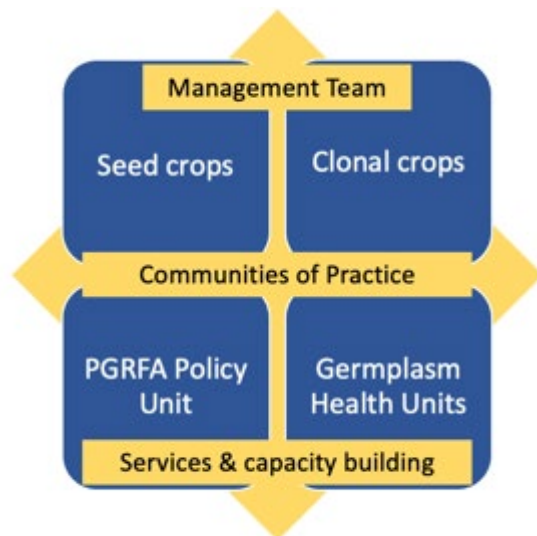 Management Team
Seed crops
Clonal crops
Communities of Practice
PGRFA Policy
Unit
Germplasm
Health Units
Services & capacity building